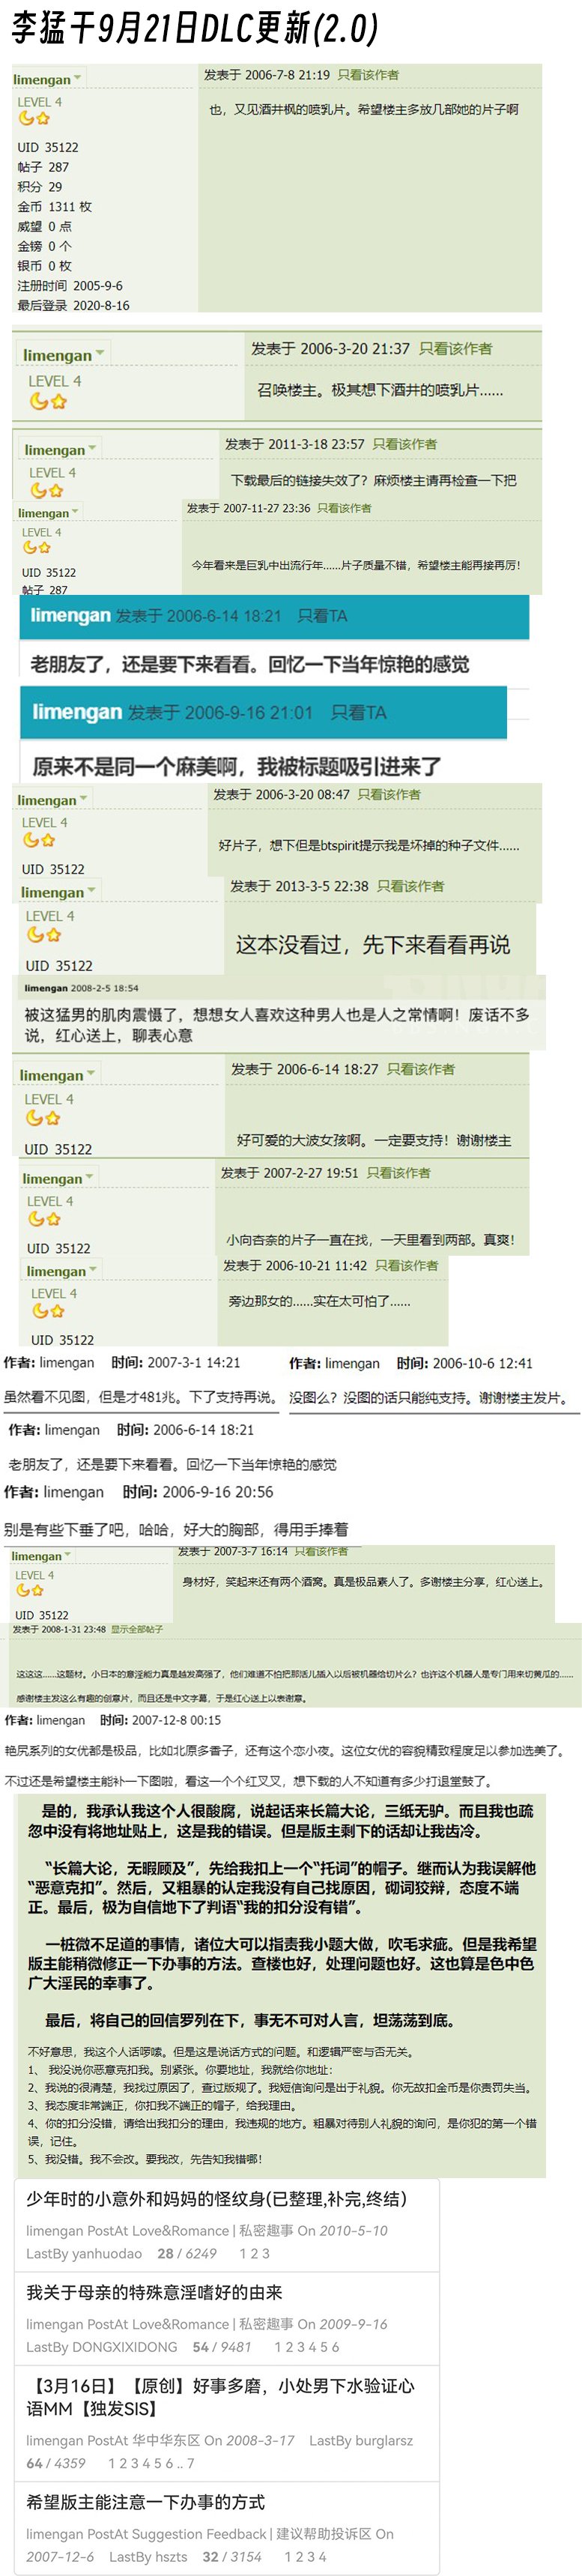 李猛干9月21日DLC更新(2.0)
limengan
发表于 2006-7-8 21:19 只看该作者
LEVEL 4
也，又见酒井枫的喷乳片。希望楼主多放几部她的片子啊
UID 35122
帖子 287
积分 29
金币 1311 枚
威望 0 点
金镑 0 个
银币 0 枚
注册时间 2005-9-6
最后登录 2020-8-16
limengan
发表于 2006-3-20 21:37 只看该作者
LEVEL 4
召唤楼主。极其想下酒井的喷乳片......
limengan
发表于 2011-3-18 23:57 只看该作者
LEVEL 4
下载最后的链接失效了？麻烦楼主请再检查一下把
limengan
发表于 2007-11-27 23:36 只看该作者
LEVEL 4
UID 35122
今年看来是巨乳中出流行年......片子质量不错，希望楼主能再接再厉！
帖子 287
limengan 发表于 2006-6-14 18:21 只看TA
老朋友了，还是要下来看看。回忆一下当年惊艳的感觉
limengan 发表于 2006-9-16 21:01 只看TA
原来不是同一个麻美啊，我被标题吸引进来了
limengan
发表于 2006-3-20 08:47 只看该作者
LEVEL 4
好片子，想下但是btspirit提示我是坏掉的种子文件......
UID 35122
limengan
发表于 2013-3-5 22:38 只看该作者
LEVEL 4
这本没看过，先下来看看再说
UID 35122
limengan 2008-2-5 18:54
被这猛男的肌肉震慑了，想想女人喜欢这种男人也是人之常情啊！废话不多
说，红心送上，聊表心意
limengan
发表于 2006-6-14 18:27 只看该作者
LEVEL 4
好可爱的大波女孩啊。一定要支持！谢谢楼主
UID 35122
limengan
发表于 2007-2-27 19:51 只看该作者
LEVEL 4
小向杏奈的片子一直在找，一天里看到两部。真爽！
UID 35122
limengan
发表于 2006-10-21 11:42 只看该作者
LEVEL 4
旁边那女的......实在太可怕了......
UID 35122
作者: limengan 时间: 2007-3-1 14:21
虽然看不见图，但是才481兆。下了支持再说。
作者: limengan 时间: 2006-10-6 12:41
没图么？没图的话只能纯支持。谢谢楼主发片。
作者: limengan 时间: 2006-6-14 18:21
老朋友了，还是要下来看看。回忆一下当年惊艳的感觉
作者: limengan 时间: 2006-9-16 20:56
别是有些下垂了吧，哈哈，好大的胸部，得用手捧着
limengan
发表于 2007-3-7 16:14 只看该作者
LEVEL 4
身材好，笑起来还有两个酒窝。真是极品素人了。多谢楼主分享，红心送上。
UID 35122
发表于 2008-1-31 23:48 显示全部帖子
这这这......这题材。小日本的意淫能力真是越发高强了，他们难道不怕把那活儿插入以后被机器给切片么？也许这个机器人是专门用来切黄瓜的......
感谢楼主发这么有趣的创意片，而且还是中文字幕，于是红心送上以表谢意。
作者: limengan 时间: 2007-12-8 00:15
艳尻系列的女优都是极品，比如北原多香子，还有这个恋小夜。这位女优的容貌精致程度足以参加选美了。
不过还是希望楼主能补一下图啦，看这一个个红叉叉，想下载的人不知道有多少打退堂鼓了。
是的，我承认我这个人很酸腐，说起话来长篇大论，三纸无驴。而且我也疏
忽中没有将地址贴上，这是我的错误。但是版主剩下的话却让我齿冷。
“长篇大论，无暇顾及”，先给我扣上一个“托词”的帽子。继而认为我误解他
“恶意克扣”。然后，又粗暴的认定我没有自己找原因，砌词狡辩，态度不端
正。最后，极为自信地下了判语“我的扣分没有错”。
一桩微不足道的事情，诸位大可以指责我小题大做，吹毛求疵。但是我希望
版主能稍微修正一下办事的方法。查楼也好，处理问题也好。这也算是色中色
广大淫民的幸事了。
最后，将自己的回信罗列在下，事无不可对人言，坦荡荡到底。
不好意思，我这个人话啰嗦。但是这是说话方式的问题。和逻辑严密与否无关。
1、 我没说你恶意克扣我。别紧张。你要地址，我就给你地址：
2、我说的很清楚，我找过原因了，查过版规了。我短信询问是出于礼貌。你无故扣金币是你责罚失当。
3、我态度非常端正，你扣我不端正的帽子，给我理由。
4、你的扣分没错，请给出我扣分的理由，我违规的地方。粗暴对待别人礼貌的询问，是你犯的第一个错
误，记住。
5、我没错。我不会改。要我改，先告知我错哪！
少年时的小意外和妈妈的怪纹身(已整理,补完,终结)
limengan PostAt Love&Romance | 私密趣事 On 2010-5-10
LastBy yanhuodao 28 / 6249 1 2 3
我关于母亲的特殊意淫嗜好的由来
limengan PostAt Love&Romance | 私密趣事 On 2009-9-16
LastBy DONGXIXIDONG 54 / 9481 1 2 3 4 5 6
【3月16日】【原创】好事多磨，小处男下水验证心
语MM【独发SIS】
limengan PostAt 华中华东区 On 2008-3-17 LastBy burglarsz
64 / 4359 1 2 3 4 5 6 .. 7
希望版主能注意一下办事的方式
limengan PostAt Suggestion Feedback | 建议帮助投诉区 On
2007-12-6 LastBy hszts 32 / 3154 1 2 3 4